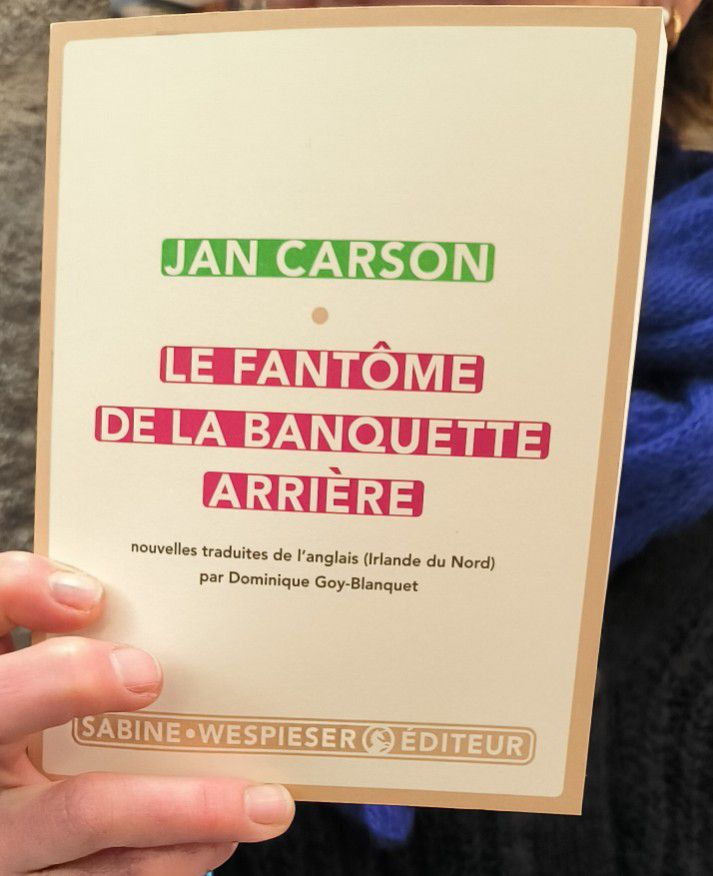 JAN CARSON
LE FANTÔME
DE LA BANQUETTE
ARRIÈRE
nouvelles traduites de l'anglais (Irlande du Nord)
par Dominique Goy-Blanquet
SABINE•WESPIESER ÉDITEUR